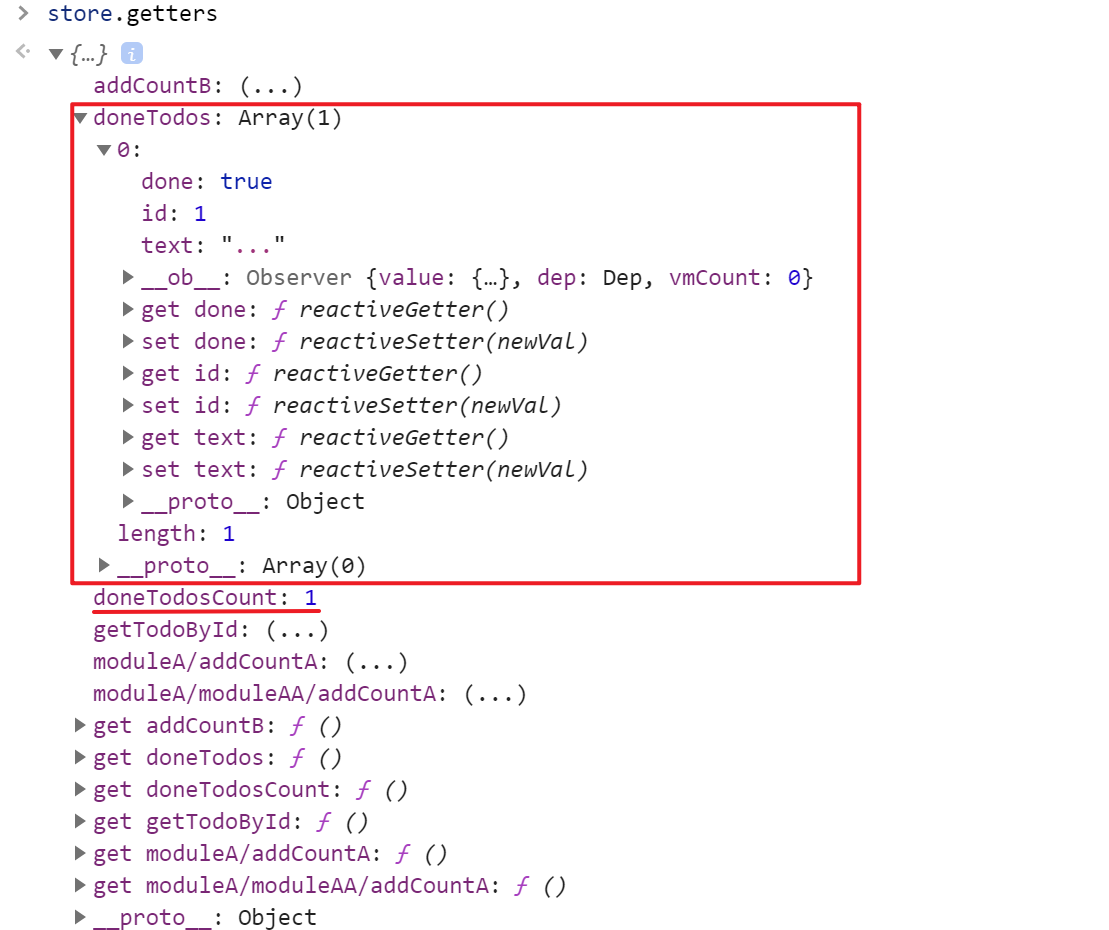 > store.getters
{…} i
addCountB: (...)
doneTodos: Array(1)
0:
done: true
id: 1
text: "..."
__ob__: Observer {value: {…}, dep: Dep, vmCount: 0}
get done: ƒ reactiveGetter()
set done: ƒ reactiveSetter(newVal)
get id: ƒ reactiveGetter()
set id: ƒ reactiveSetter(newVal)
get text: ƒ reactiveGetter()
set text: ƒ reactiveSetter(newVal)
__proto__: Object
length: 1
__proto__: Array(0)
doneTodosCount: 1
getTodoById: (...)
moduleA/addCountA: (...)
moduleA/moduleAA/addCountA: (...)
get addCountB: ƒ ()
get doneTodos: ƒ ()
get doneTodosCount: ƒ ()
get getTodoById: ƒ ()
get moduleA/addCountA: ƒ ()
get moduleA/moduleAA/addCountA: ƒ ()
__proto__: Object